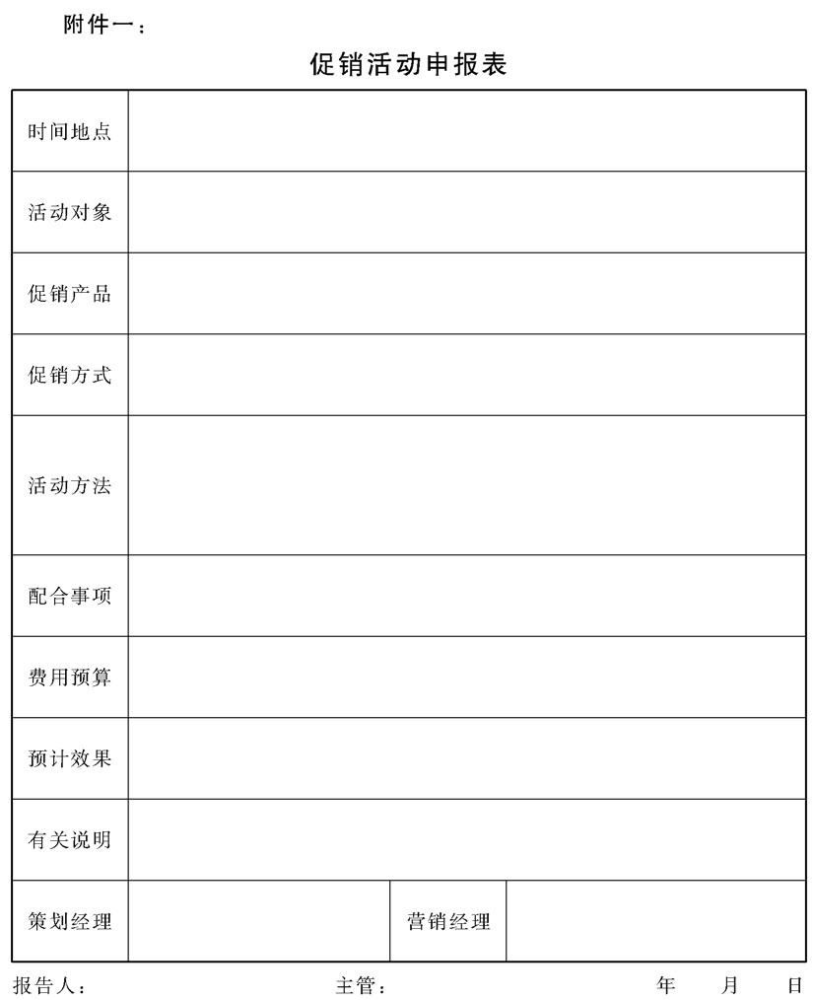 附件一：
促销活动申报表
时间地点
活动对象
促销产品
促销方式
活动方法
配合事项
费用预算
预计效果
有关说明
策划经理 营销经理
报告人： 主管： 年 月 日